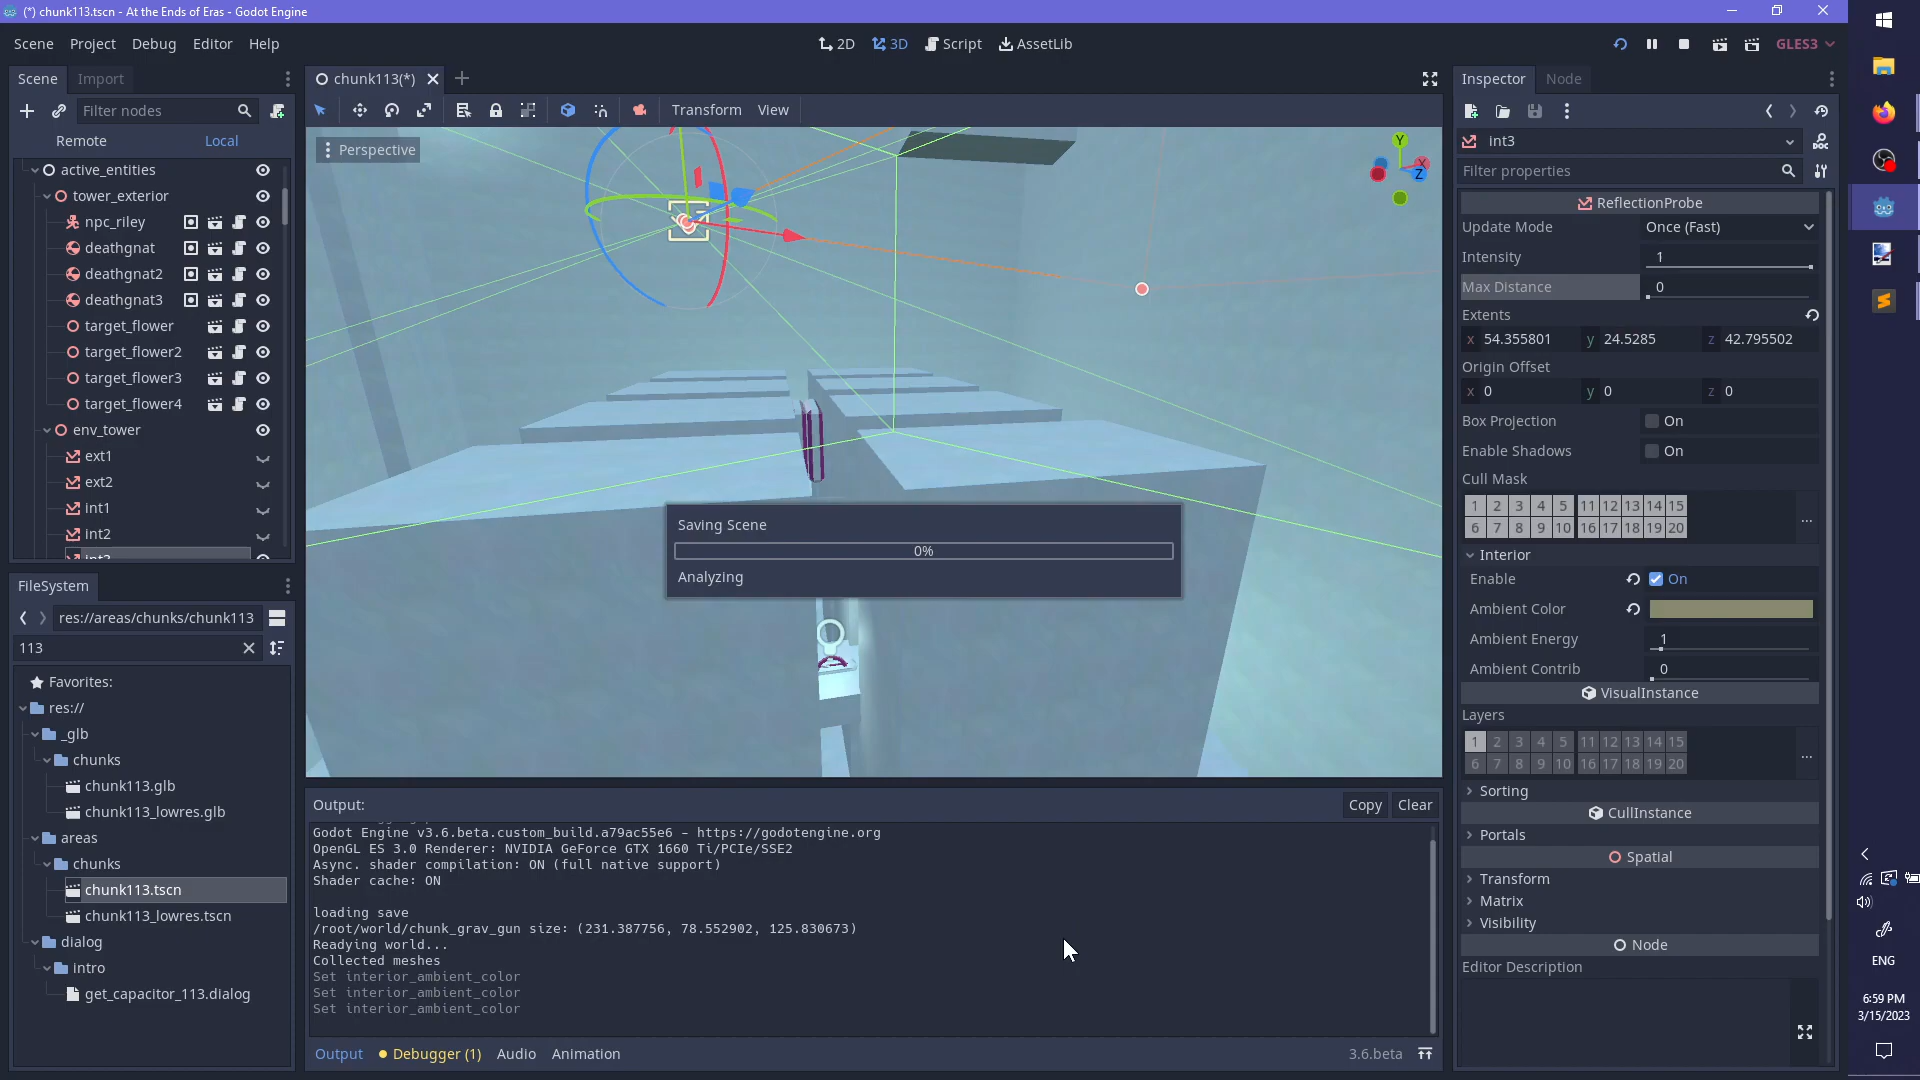 (*) chunk113.tscn - At the Ends of Eras - Godot Engine
Scene Project Debug Editor Help
2D 3D Script AssetLib
GLES3
Scene Import
Filter nodes
Remote Local
active_entities
tower_exterior
npc_riley
deathgnat
deathgnat2
deathgnat3
target_flower
target_flower2
target_flower3
target_flower4
env_tower
ext1
ext2
int1
int2
int3
FileSystem
res://areas/chunks/chunk113
113
Favorites:
res://
_glb
chunks
chunk113.glb
chunk113_lowres.glb
areas
chunks
chunk113.tscn
chunk113_lowres.tscn
dialog
intro
get_capacitor_113.dialog
chunk113(*)
Transform View
Perspective
Y
X
Z
Saving Scene
0%
Analyzing
Output:
Copy Clear
Godot Engine v3.6.beta.custom_build.a79ac55e6 - https://godotengine.org
OpenGL ES 3.0 Renderer: NVIDIA GeForce GTX 1660 Ti/PCIe/SSE2
Async. shader compilation: ON (full native support)
Shader cache: ON
loading save
/root/world/chunk_grav_gun size: (231.387756, 78.552902, 125.830673)
Readying world...
Collected meshes
Set interior_ambient_color
Set interior_ambient_color
Set interior_ambient_color
Output Debugger (1) Audio Animation
3.6.beta
Inspector Node
int3
DOC
Filter properties
ReflectionProbe
Update Mode Once (Fast)
Intensity 1
Max Distance 0
Extents
x 54.355801 y 24.5285 z 42.795502
Origin Offset
x 0 y 0 z 0
Box Projection On
Enable Shadows On
Cull Mask
1 2 3 4 5 11 12 13 14 15
6 7 8 9 10 16 17 18 19 20
...
Interior
Enable On
Ambient Color
Ambient Energy 1
Ambient Contrib 0
VisualInstance
Layers
1 2 3 4 5 11 12 13 14 15
6 7 8 9 10 16 17 18 19 20
...
Sorting
CullInstance
Portals
Spatial
Transform
Matrix
Visibility
Node
Editor Description
ENG
6:59 PM
3/15/2023